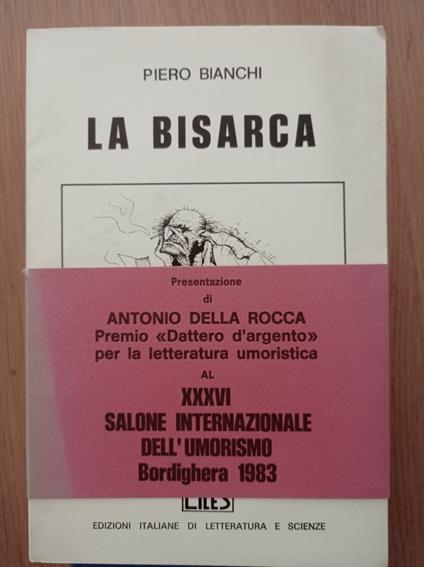 PIERO BIANCHI
LA BISARCA
Presentazione
di
ANTONIO DELLA ROCCA
Premio «Dattero d'argento»
per la letteratura umoristica
AL
XXXVI
SALONE INTERNAZIONALE
DELL'UMORISMO
Bordighera 1983
EDIZIONI ITALIANE DI LETTERATURA E SCIENZE